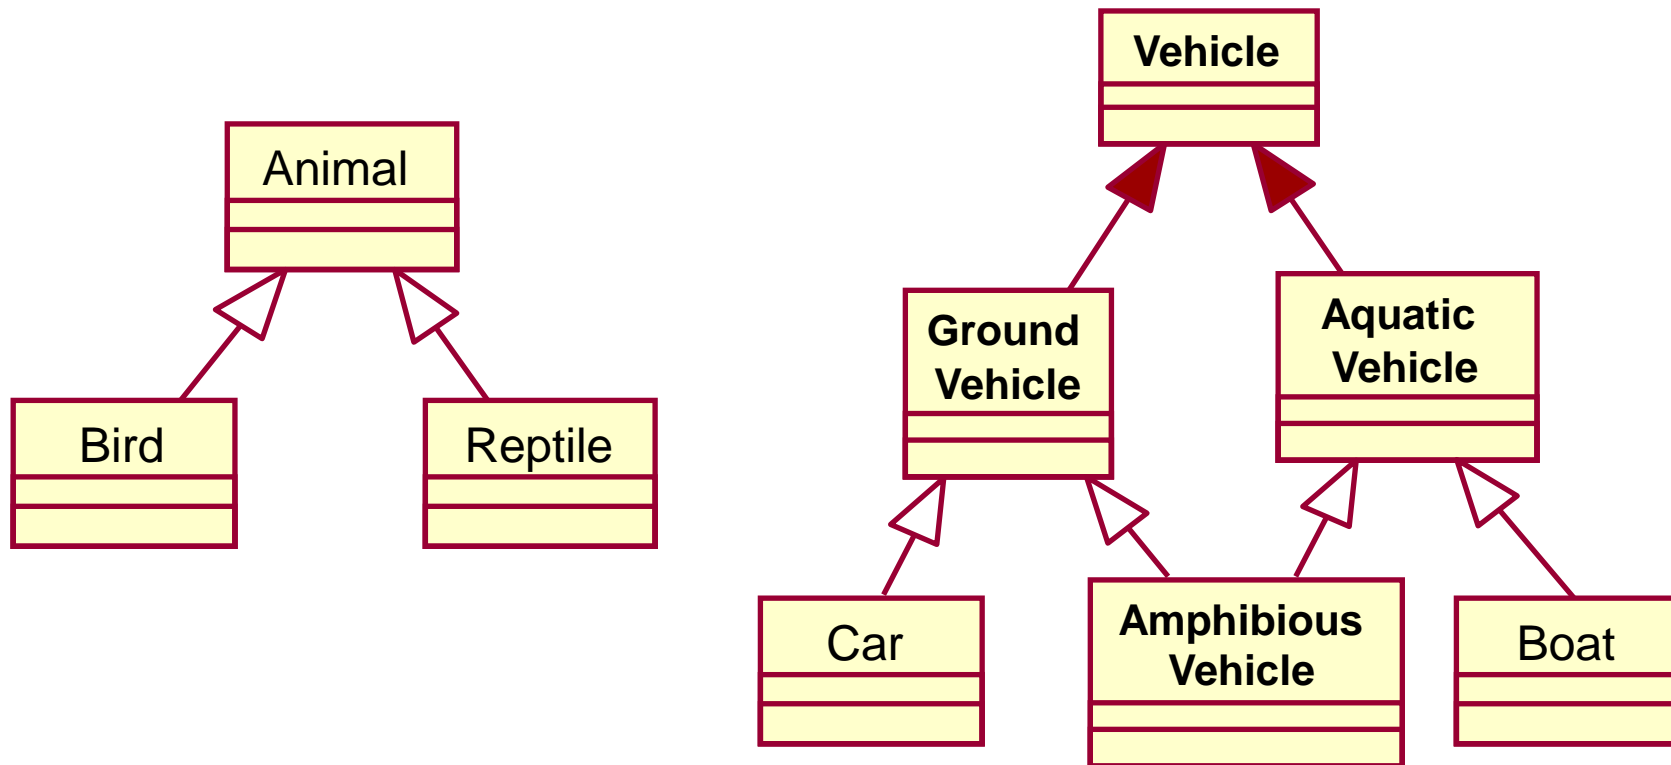 Animal
Bird
Reptile
Vehicle
Ground
Vehicle
Aquatic
Vehicle
Car
Amphibious
Vehicle
Boat